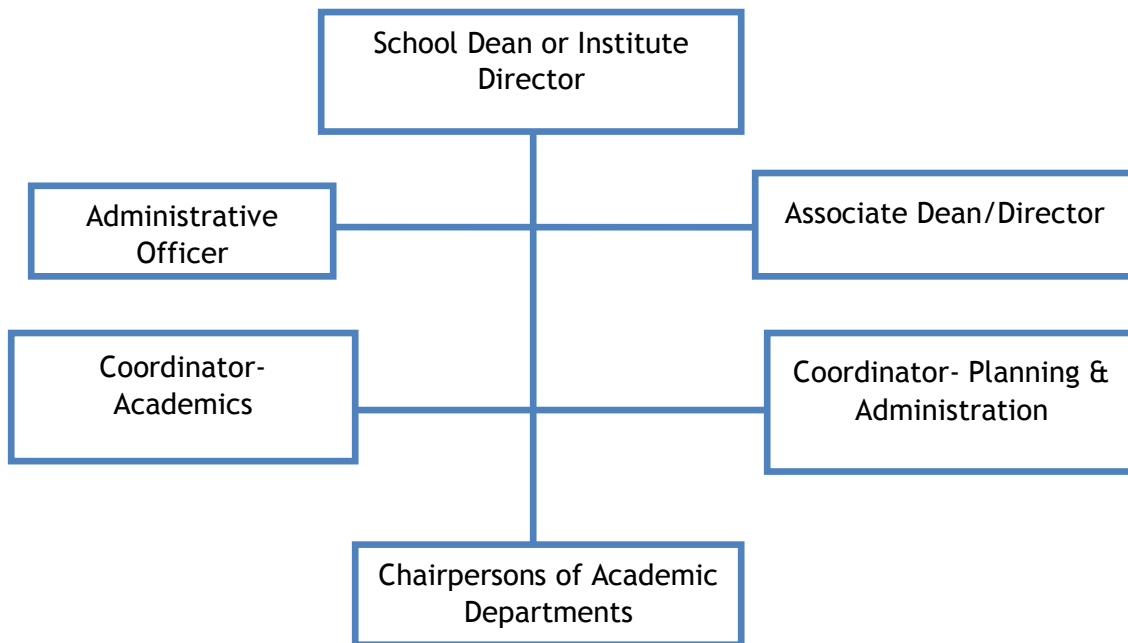 School Dean or Institute
Director
Administrative
Officer
Associate Dean/Director
Coordinator-
Academics
Coordinator- Planning &
Administration
Chairpersons of Academic
Departments